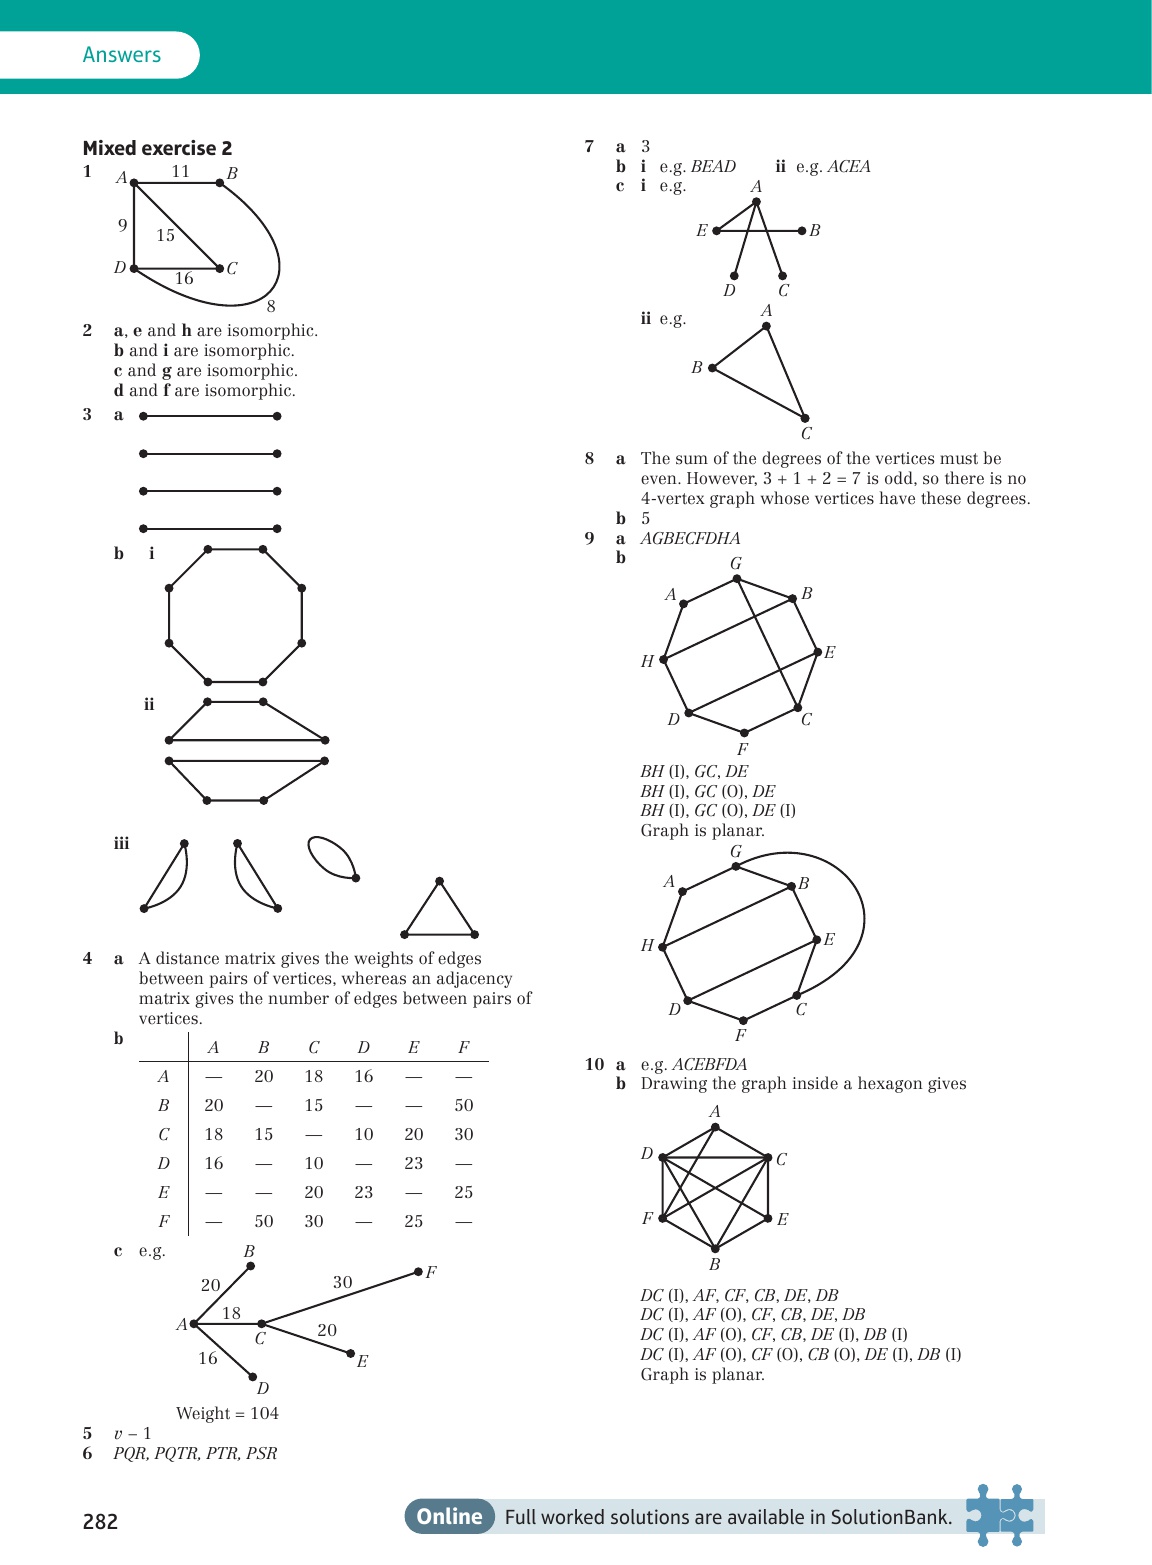 Answers
Mixed exercise 2
1
A 11 B
9
15
D C
16
8
2 a, e and h are isomorphic.
b and i are isomorphic.
c and g are isomorphic.
d and f are isomorphic.
3 a
b i
ii
iii
4 a A distance matrix gives the weights of edges
between pairs of vertices, whereas an adjacency
matrix gives the number of edges between pairs of
vertices.
b
A B C D E F
A — 20 18 16 — —
B 20 — 15 — — 50
C 18 15 — 10 20 30
D 16 — 10 — 23 —
E — — 20 23 — 25
F — 50 30 — 25 —
c e.g.
B
F
20 30
18
A C 20
16 E
D
Weight = 104
5 v − 1
6 PQR, PQTR, PTR, PSR
7 a 3
b i e.g. BEAD ii e.g. ACEA
c i e.g.
A
E B
D C
ii e.g.
A
B
C
8 a The sum of the degrees of the vertices must be
even. However, 3 + 1 + 2 = 7 is odd, so there is no
4-vertex graph whose vertices have these degrees.
b 5
9 a AGBECFDHA
b
G
A B
H E
D C
F
BH (I), GC, DE
BH (I), GC (O), DE
BH (I), GC (O), DE (I)
Graph is planar.
G
A B
H E
D C
F
10 a e.g. ACEBFDA
b Drawing the graph inside a hexagon gives
A
D C
F E
B
DC (I), AF, CF, CB, DE, DB
DC (I), AF (O), CF, CB, DE, DB
DC (I), AF (O), CF, CB, DE (I), DB (I)
DC (I), AF (O), CF (O), CB (O), DE (I), DB (I)
Graph is planar.
282
Online Full worked solutions are available in SolutionBank.